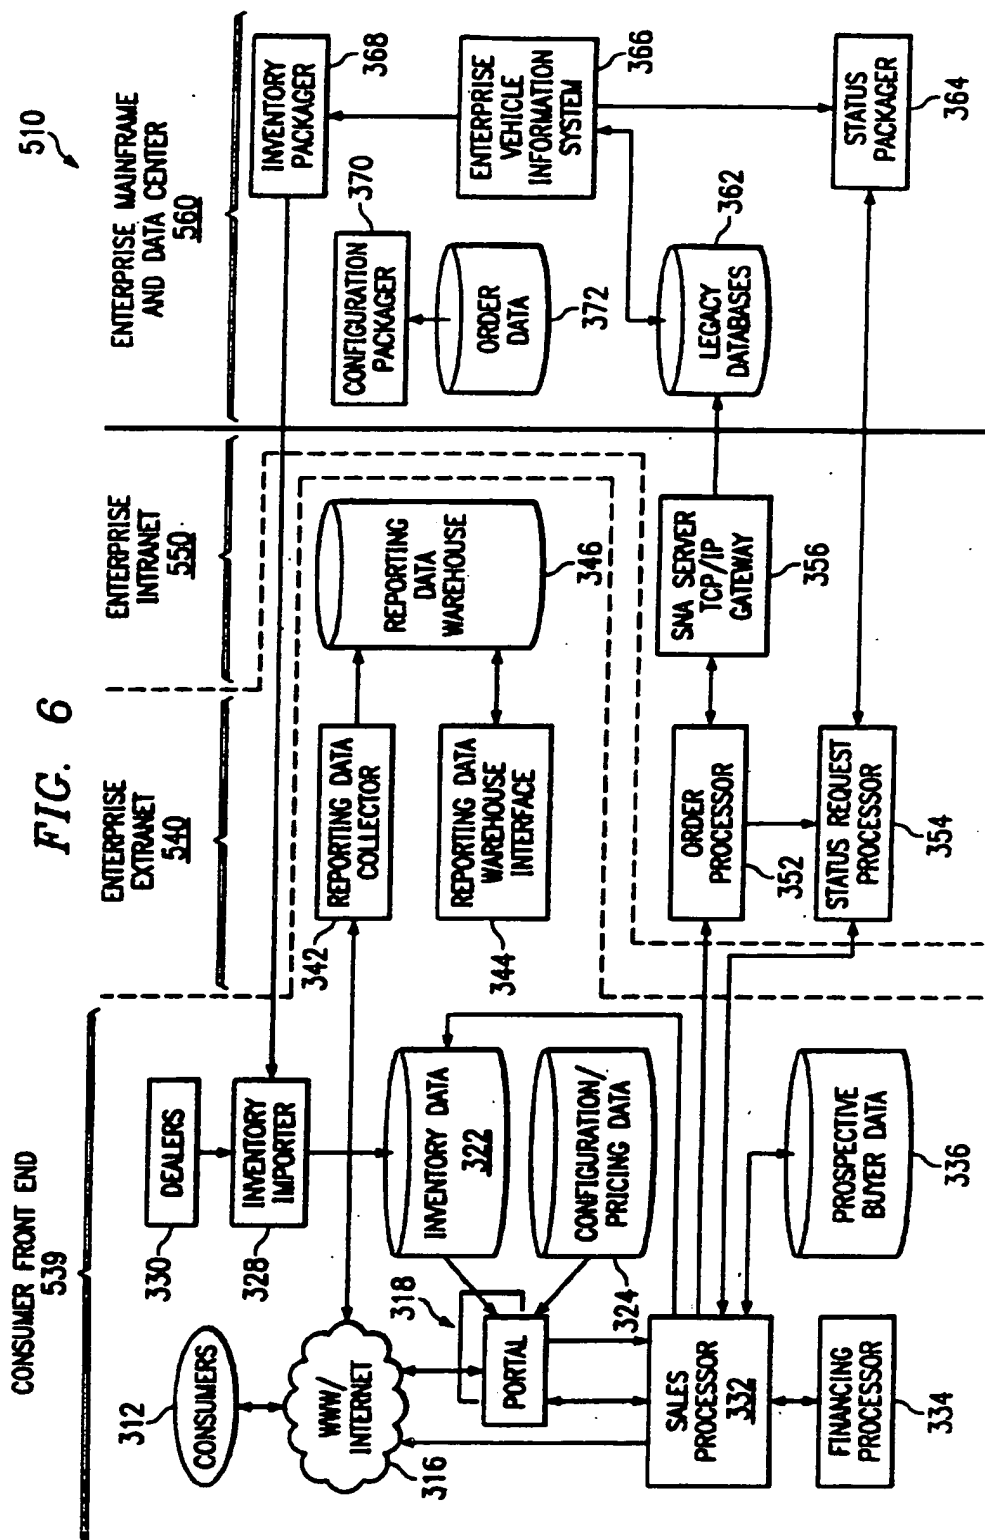 FIG. 6
510
CONSUMER FRONT END
539
ENTERPRISE
EXTRANET
540
ENTERPRISE
INTRANET
550
ENTERPRISE MAINFRAME
AND DATA CENTER
560
312
CONSUMERS
WWW/
INTERNET
316
330
DEALERS
328
INVENTORY
IMPORTER
318
PORTAL
INVENTORY DATA
322
CONFIGURATION/
PRICING DATA
324
SALES
PROCESSOR
332
FINANCING
PROCESSOR
334
PROSPECTIVE
BUYER DATA
336
342
REPORTING DATA
COLLECTOR
344
REPORTING DATA
WAREHOUSE
INTERFACE
REPORTING
DATA
WAREHOUSE
346
ORDER
PROCESSOR
352
STATUS REQUEST
PROCESSOR
354
SNA SERVER
TCP/IP
GATEWAY
356
INVENTORY
PACKAGER
368
CONFIGURATION
PACKAGER
370
ORDER
DATA
372
ENTERPRISE
VEHICLE
INFORMATION
SYSTEM
366
LEGACY
DATABASES
362
STATUS
PACKAGER
364